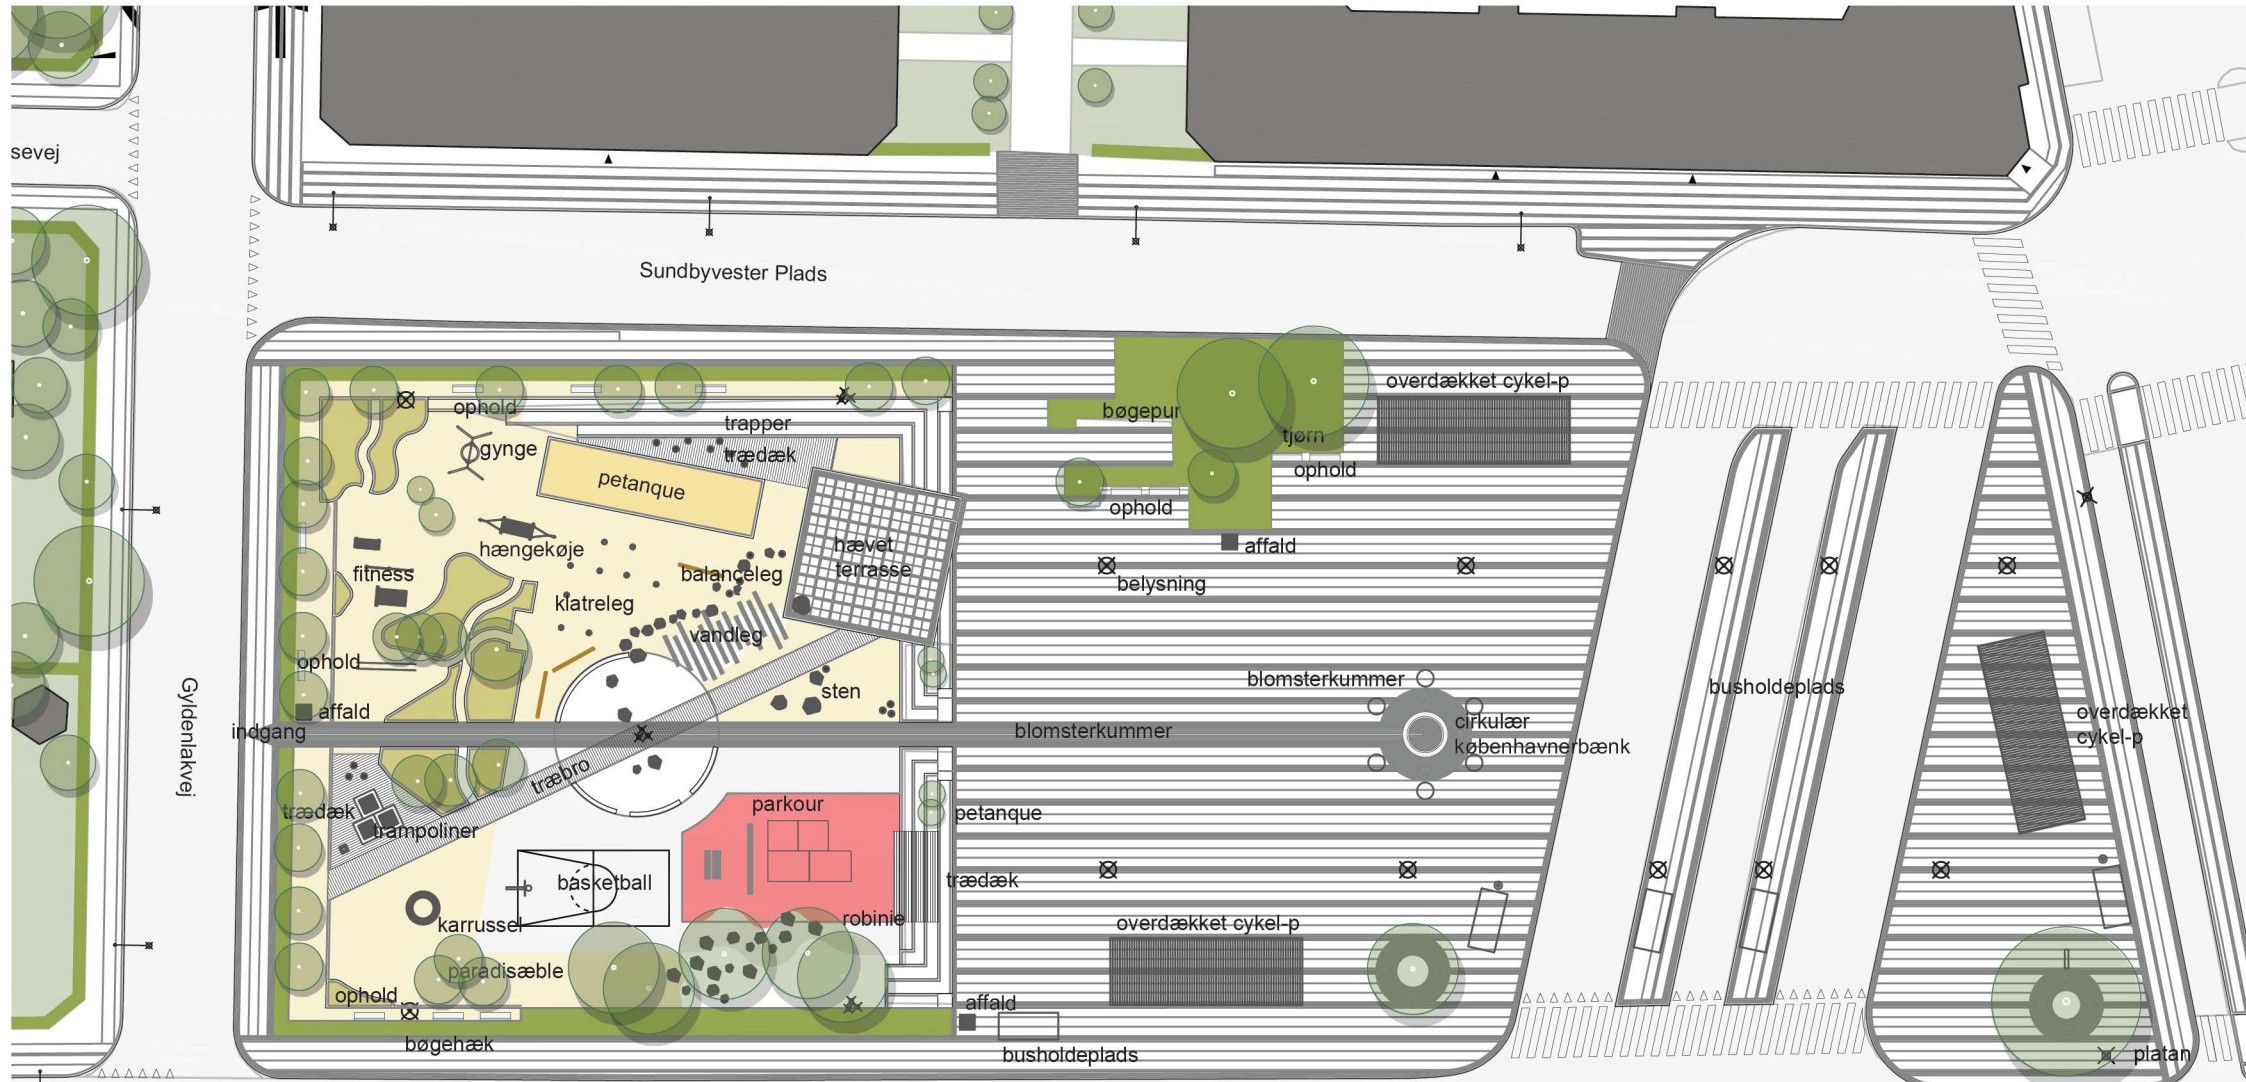 sevej
Sundbyvester Plads
Gyldenlakvej
ophold
trapper
gynge
trædæk
petanque
hængekøje
fitness
balanceleg
hævet
terrasse
klatreleg
vandleg
ophold
sten
affald
indgang
blomsterkummer
træbro
trædæk
trampoliner
parkour
petanque
basketball
trædæk
karrussel
robinie
paradisæble
ophold
bøgehæk
affald
busholdeplads
overdækket cykel-p
bøgepur
tjørn
ophold
overdækket cykel-p
ophold
affald
belysning
blomsterkummer
cirkulær
københavnerbænk
busholdeplads
overdækket
cykel-p
platan